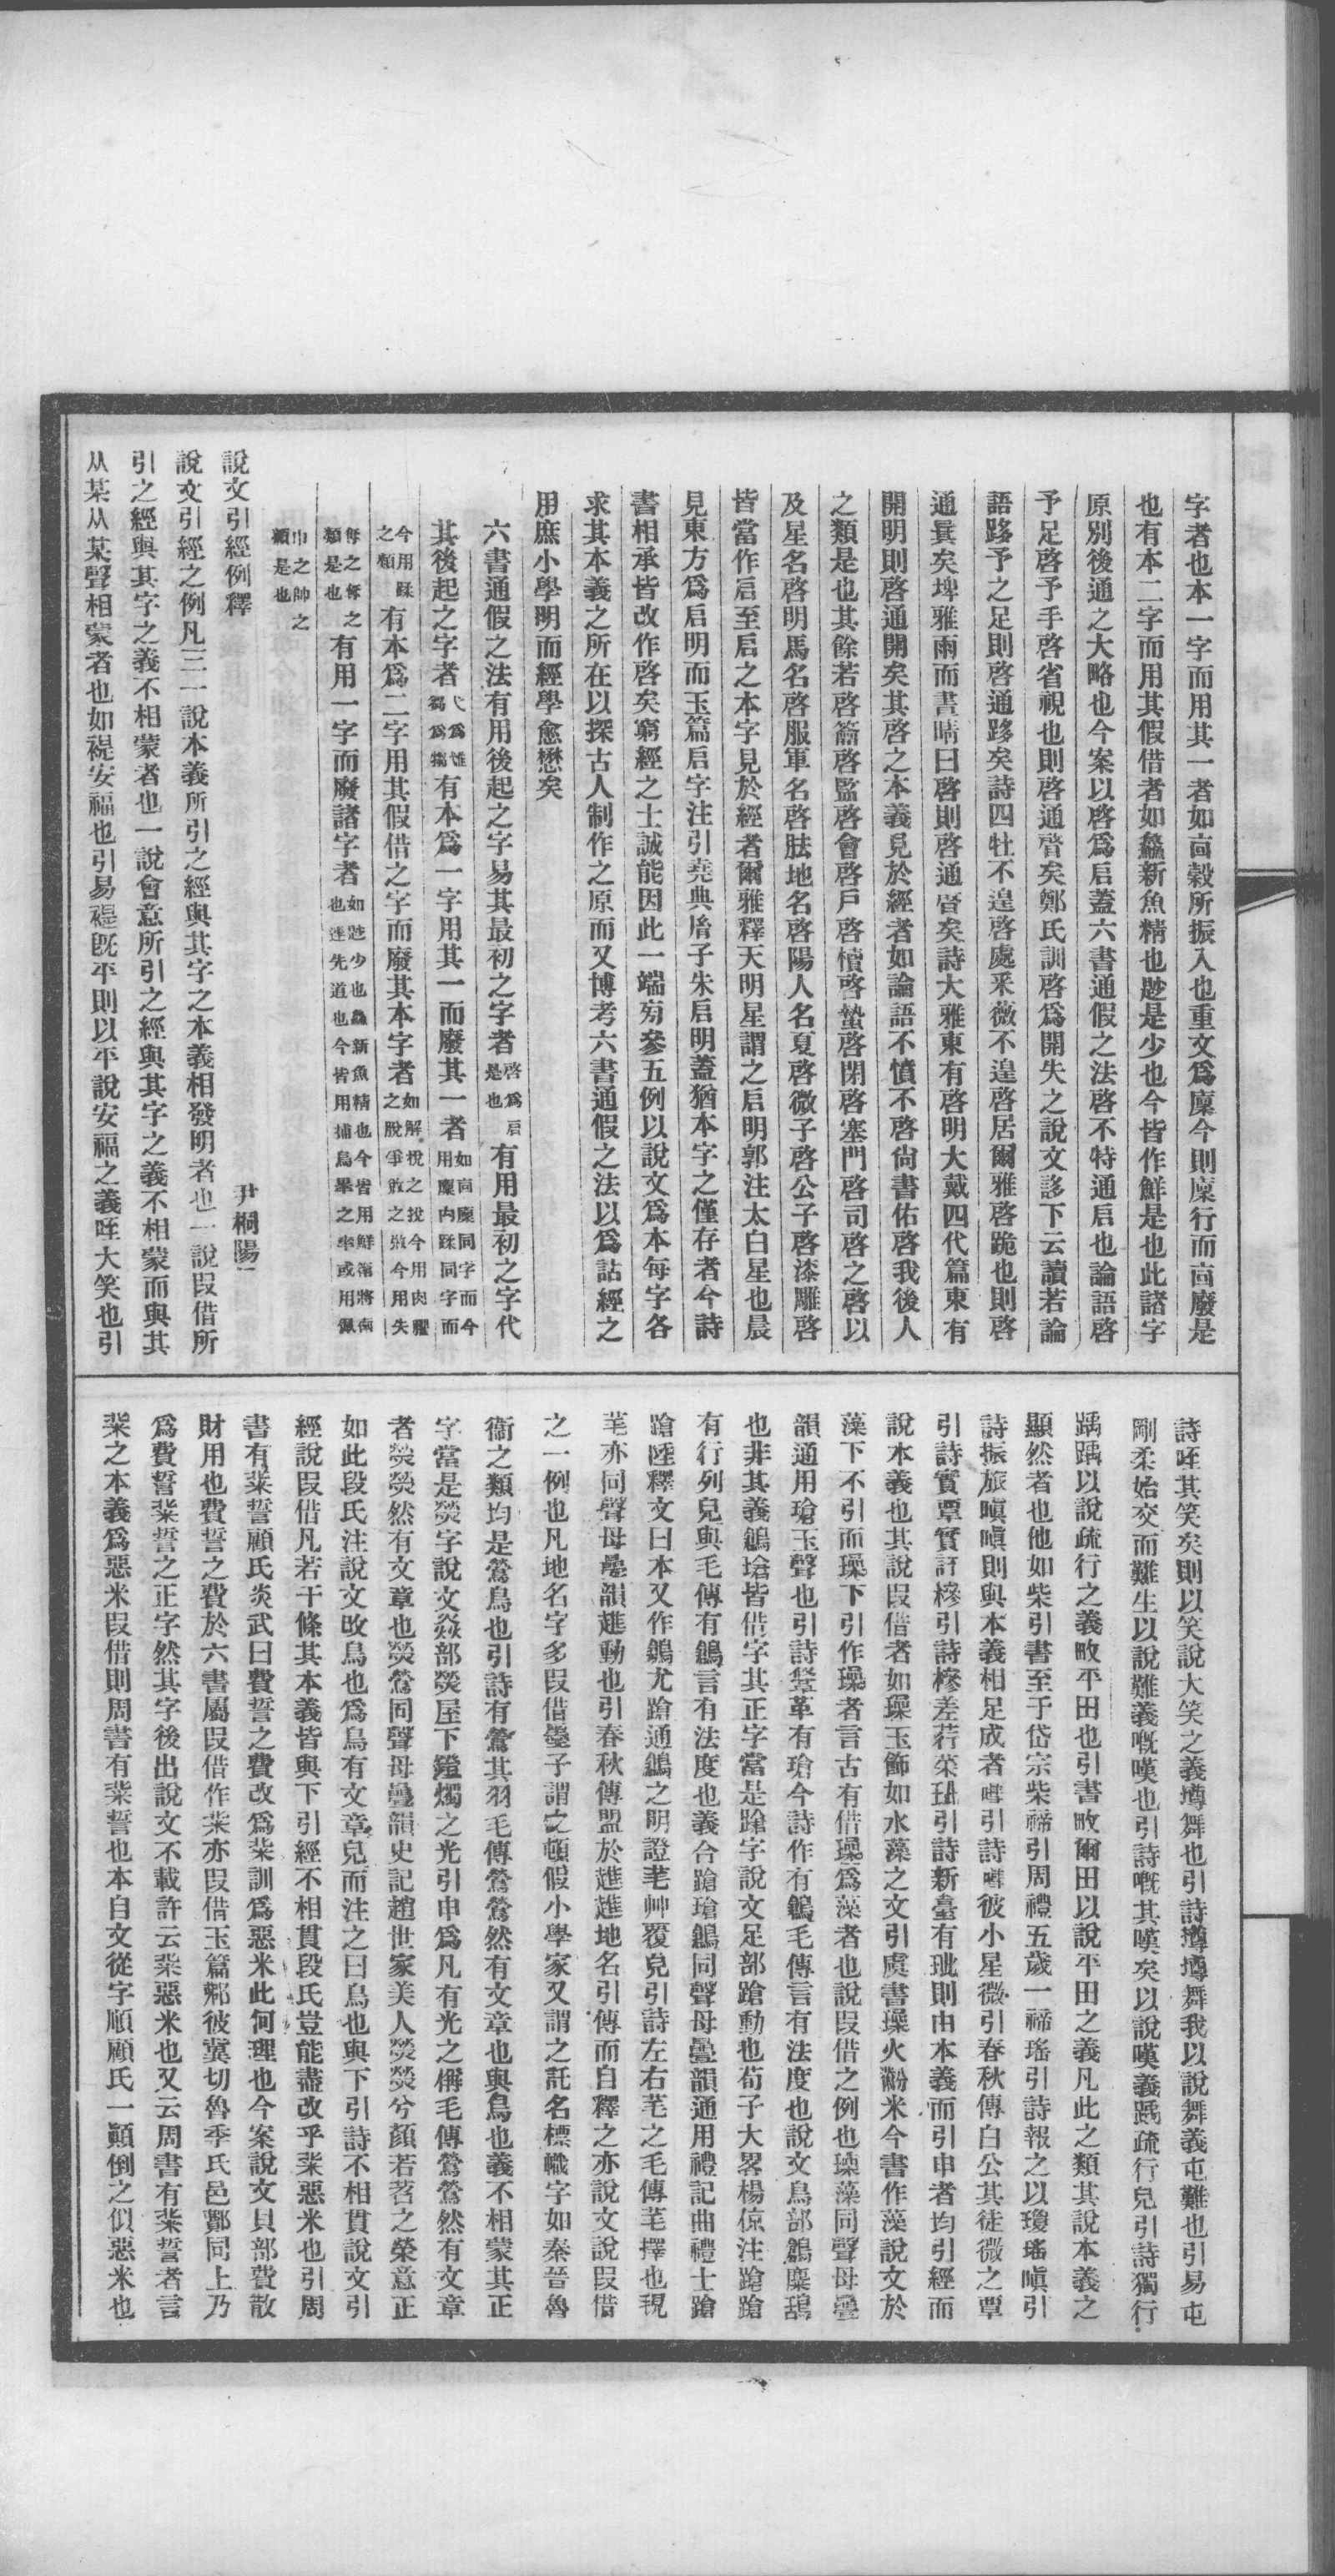 字者也本一字而用其一者如㐭穀所振入也重文爲廩今則廩行而㐭廢是
也有本二字而用其假借者如鱻新魚精也尟是少也今皆作鮮是也此諸字
原別後通之大略也今案以啓爲启蓋六書通假之法啓不特通启也論語啓
予足啓予手啓省視也則啓通晵矣鄭氏訓啓爲開失之說文誃下云讀若論
語跢予之足則啓通跢矣詩四牡不遑啓處釆薇不遑啓居爾雅啓跪也則啓
通㠱矣埤雅雨而晝晴曰啓則啓通晵矣詩大雅東有啓明大戴四代篇東有
開明則啓通開矣其啓之本義見於經者如論語不憤不啓尙書佑啓我後人
之類是也其餘若啓籥啓監啓會啓戸啓櫝啓蟄啓閉啓塞門啓司啓之啓以
及星名啓明馬名啓服軍名啓胠地名啓陽人名夏啓微子啓公子啓漆雕啓
皆當作启至启之本字見於經者爾雅釋天明星謂之启明郭注太白星也晨
見東方爲启明而玉篇启字注引堯典胤子朱启明蓋猶本字之僅存者今詩
書相承皆改作啓矣窮經之士誠能因此一端旁參五例以說文爲本每字各
求其本義之所在以探古人制作之原而又博考六書通假之法以爲詁經之
用庶小學明而經學愈懋矣
六書通假之法有用後起之字易其最初之字者啓爲启是也有用最初之字代
其後起之字者有本爲一字用其一而廢其一者如㐭廩同字而今用廩内蹂同字而
今用蹂之類有本爲二字用其假借之字而廢其本字者如解捝之捝今用肉臞之脫爭敓之敓今用失
奪之奪之類是也有用一字而廢諸字者如尟少也鱻新魚精也今皆用鮮𧗿將𧗿也逹先道也今皆用捕鳥畢之率或用佩
巾之帥之類是也
說文引經例釋
尹桐陽
說文引經之例凡三一說本義所引之經與其字之本義相發明者也一說叚借所
引之經與其字之義不相蒙者也一說會意所引之經與其字之義不相蒙而與其
从某从某聲相蒙者也如禔安福也引易禔旣平則以平說安福之義咥大笑也引
詩咥其笑矣則以笑說大笑之義壿舞也引詩壿壿舞我以說舞義屯難也引易屯
剛柔始交而難生以說難義嘅嘆也引詩嘅其嘆矣以說嘆義踽疏行皃引詩獨行
踽踽以說疏行之義畋平田也引書畋爾田以說平田之義凡此之類其說本義之
顯然者也他如柴引書至于岱宗柴禘引周禮五歲一禘瑤引詩報之以瓊瑤嗔引
詩振旅嗔嗔則與本義相足成者嘒引詩嘒彼小星微引春秋傳白公其徒微之覃
引詩實覃實訏槮引詩槮差荇菜玼引詩新臺有玼則由本義而引申者均引經而
說本義也其說叚借者如璪玉飾如水藻之文引虞書璪火黺米今書作藻說文於
藻下不引而璪下引作璪者言古有借璪爲藻者也說叚借之例也璪藻同聲母疊
韻通用瑲玉聲也引詩鞗革有瑲今詩作有鶬毛傳言有法度也說文鳥部鶬麋鴰
也非其義鶬瑲皆借字其正字當是蹌字說文足部蹌動也荀子大畧楊倞注蹌蹌
有行列皃與毛傳有鶬言有法度也義合蹌瑲鶬同聲母疊韻通用禮記曲禮士蹌
蹌陸釋文曰本又作鶬尤蹌通鶬之明證芼艸覆皃引詩左右芼之毛傳芼擇也覒
芼亦同聲母疊韻趡動也引春秋傳盟於趡趡地名引傳而自釋之亦說文說叚借
之一例也凡地名字多叚借壘子謂之頓假小學家又謂之託名標幟字如秦晉魯
衞之類均是鶯鳥也引詩有鶯其羽毛傳鶯鶯然有文章也與鳥也義不相蒙其正
字當是熒字說文焱部熒屋下鐙燭之光引申爲凡有光之偁毛傳鶯鶯然有文章
者熒熒然有文章也熒鶯同聲母疊韻史記趙世家美人熒熒兮顏若苕之榮意正
如此段氏注說文改鳥也爲鳥有文章皃而注之曰鳥也與下引詩不相貫說文引
經說叚借凡若干條其本義皆與下引經不相貫段氏豈能盡改乎粊惡米也引周
書有粊誓顧氏炎武曰費誓之費改爲粊訓爲惡米此何理也今案說文貝部費散
財用也費誓之費於六書屬叚借作粊亦叚借玉篇鄪彼冀切魯季氏邑鄪同上乃
爲費誓粊誓之正字然其字後出說文不載許云粊惡米也又云周書有粊誓者言
粊之本義爲惡米叚借則周書有粊誓也本自文從字順顧氏一顚倒之似惡米也